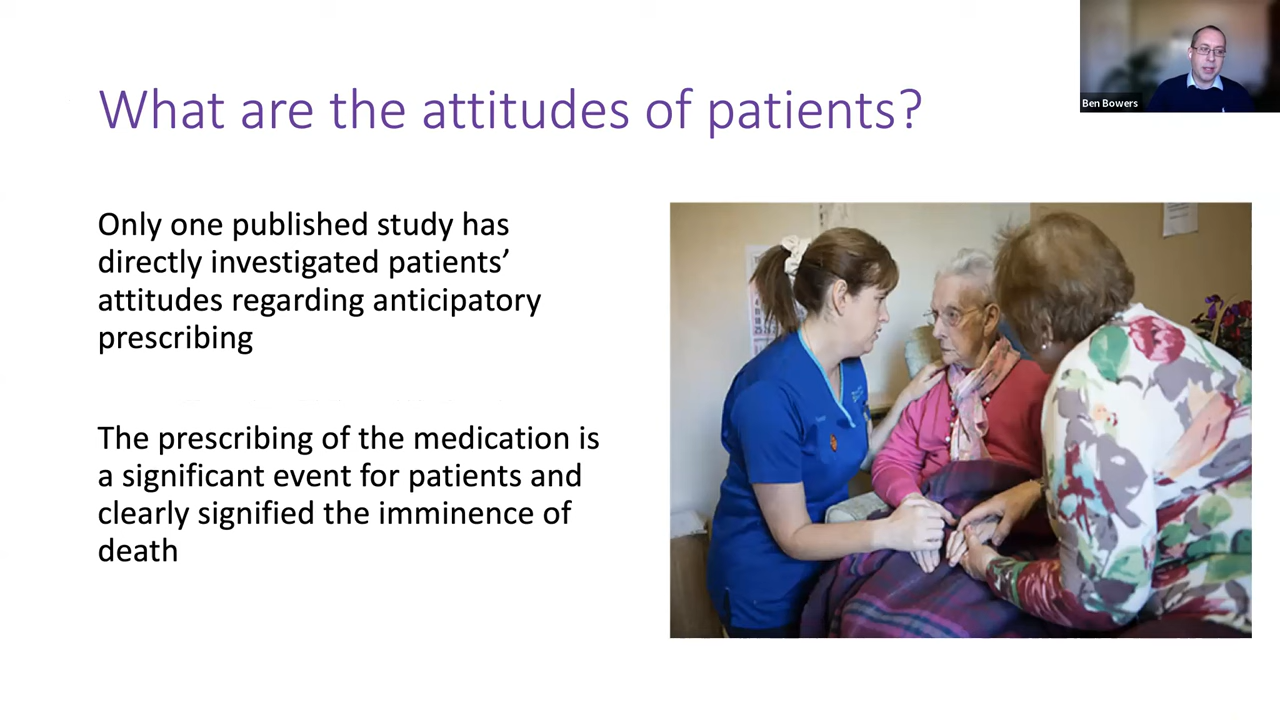 What are the attitudes of patients?
Ben Bowers
Only one published study has
directly investigated patients’
attitudes regarding anticipatory
prescribing
The prescribing of the medication is
a significant event for patients and
clearly signified the imminence of
death